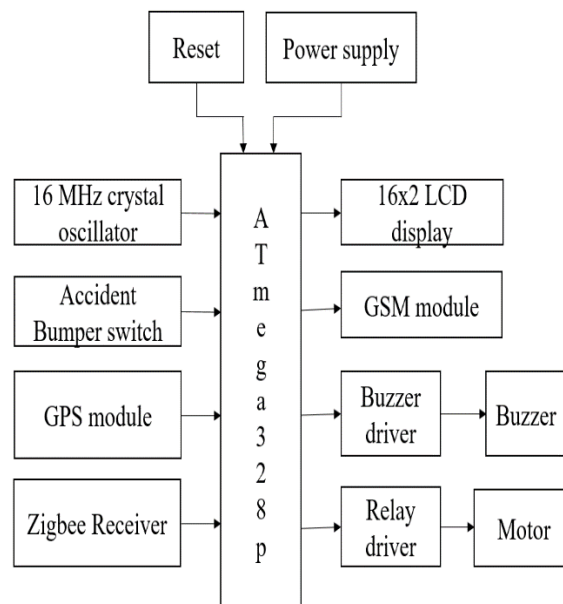 Reset
Power supply
16 MHz crystal
oscillator
Accident
Bumper switch
GPS module
Zigbee Receiver
A
T
m
e
g
a
3
2
8
p
16x2 LCD
display
GSM module
Buzzer
driver
Buzzer
Relay
driver
Motor